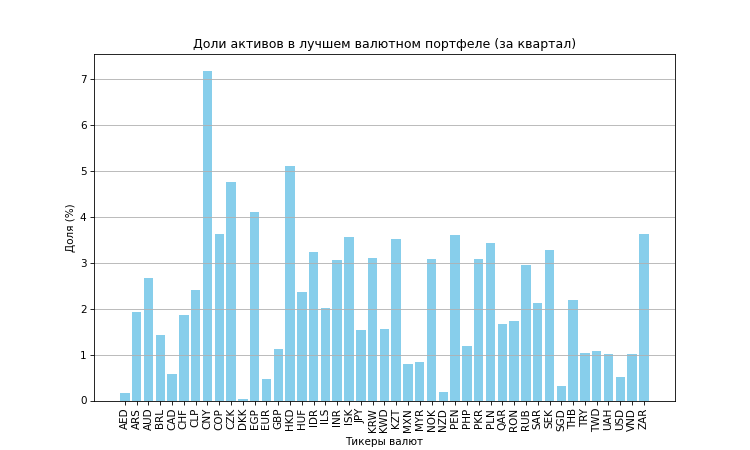 Доли активов в лучшем валютном портфеле (за квартал)
Доля (%)
7
6
5
4
3
2
1
0
AED ARS AUD BRL CAD CHF CLP CNY COP CZK DKK EGP EUR GBP HKD HUF IDR ILS INR ISK JPY KRW KWD KZT MXN MYR NOK NZD PEN PHP PKR PLN QAR RON RUB SAR SEK SGD THB TRY TWD UAH USD VND ZAR
Тикеры валют